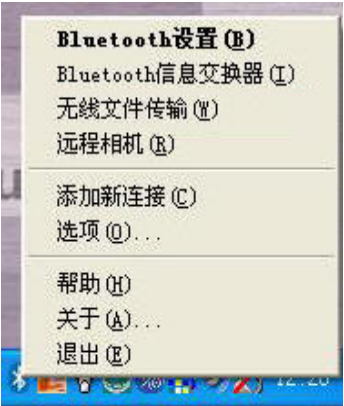 Bluetooth设置(B)
Bluetooth信息交换器(I)
无线文件传输(W)
远程相机(R)
添加新连接(C)
选项(O)...
帮助(H)
关于(A)...
退出(E)